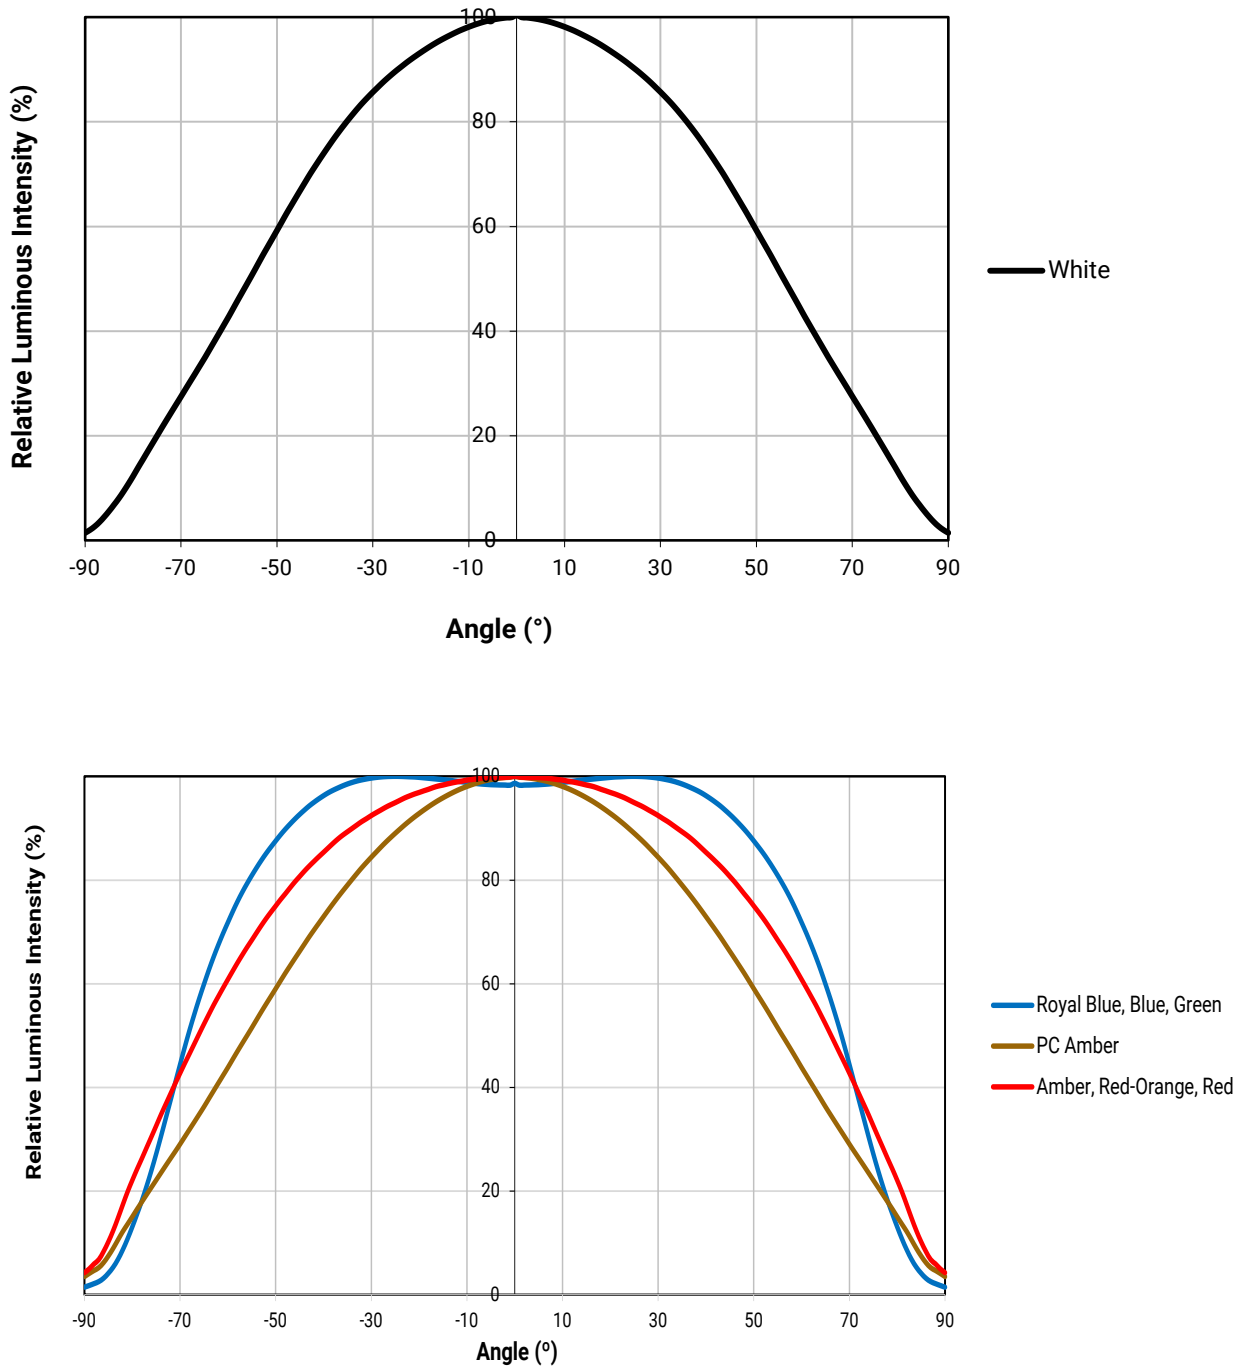 Relative Luminous Intensity (%)
100
80
60
40
20
0
-90 -70 -50 -30 -10 10 30 50 70 90
Angle (°)
White
Relative Luminous Intensity (%)
100
80
60
40
20
0
-90 -70 -50 -30 -10 10 30 50 70 90
Angle (º)
Royal Blue, Blue, Green
PC Amber
Amber, Red-Orange, Red